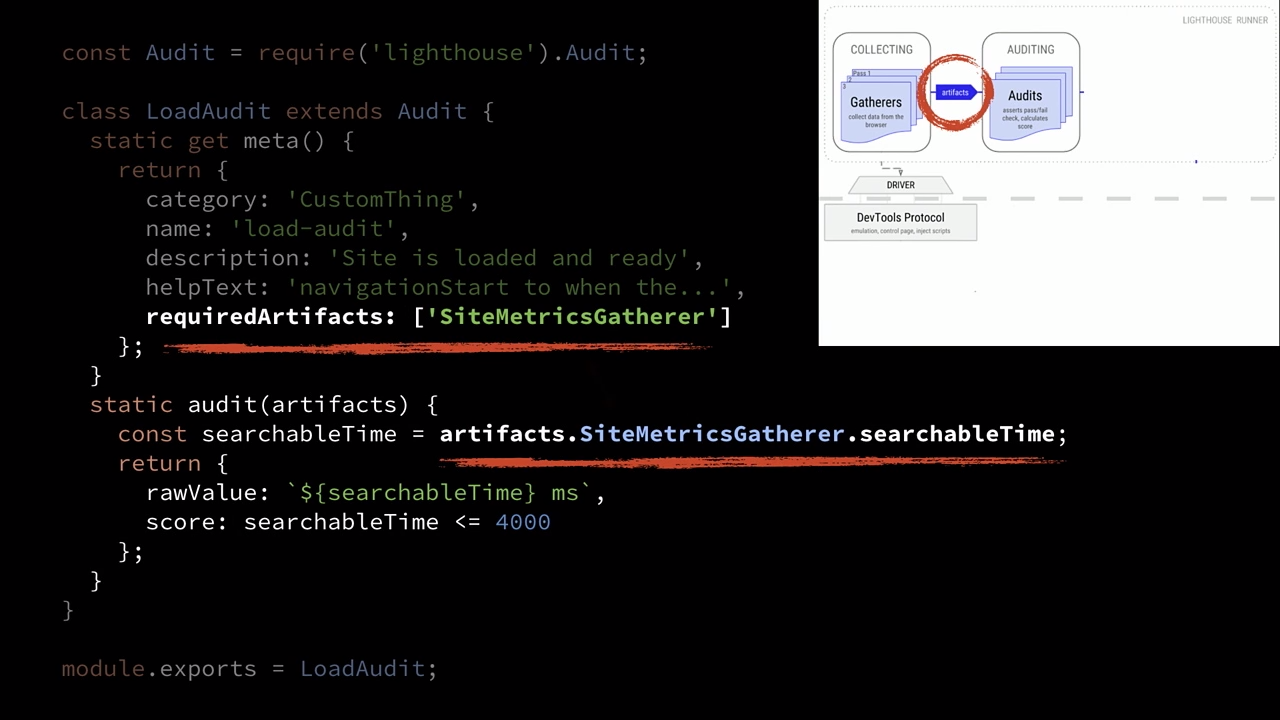 const Audit = require('lighthouse').Audit;
class LoadAudit extends Audit {
static get meta() {
return {
category: 'CustomThing',
name: 'load-audit',
description: 'Site is loaded and ready',
helpText: 'navigationStart to when the...',
requiredArtifacts: ['SiteMetricsGatherer']
};
}
static audit(artifacts) {
const searchableTime = artifacts.SiteMetricsGatherer.searchableTime;
return {
rawValue: `${searchableTime} ms`,
score: searchableTime <= 4000
};
}
}
module.exports = LoadAudit;
LIGHTHOUSE RUNNER
COLLECTING
Pass 1
2
3
Gatherers
collect data from the
browser
artifacts
AUDITING
Audits
asserts pass/fail
check, calculates
score
DRIVER
DevTools Protocol
emulation, control page, inject scripts